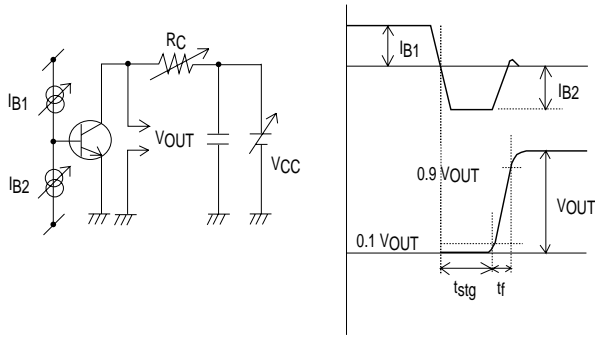 RC
IB1
IB2
VOUT
VCC
IB1
IB2
0.9 VOUT
VOUT
0.1 VOUT
tstg
tf